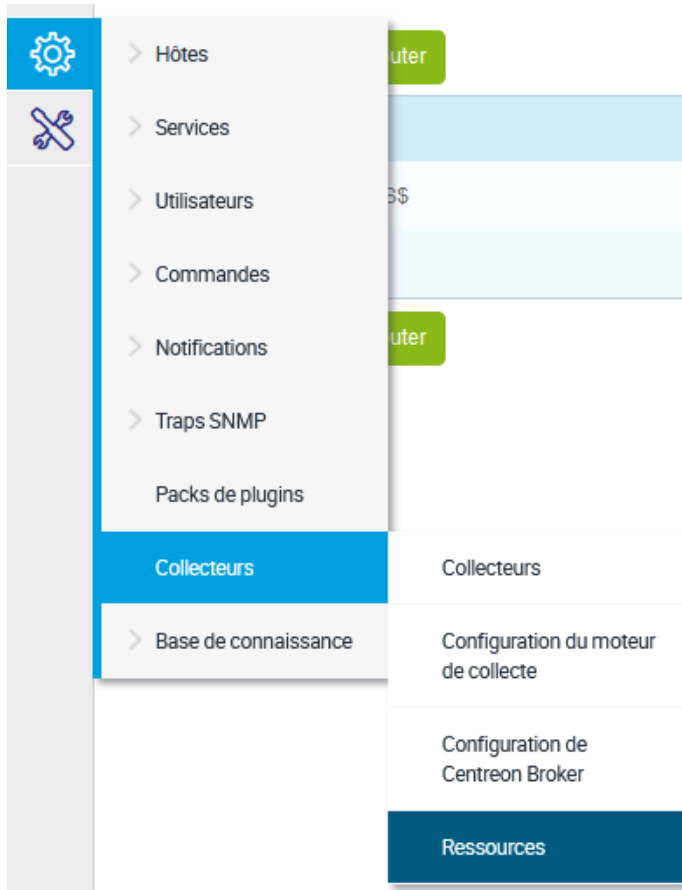 Hôtes
uter
Services
Utilisateurs
S$
Commandes
Notifications
uter
Traps SNMP
Packs de plugins
Collecteurs
Collecteurs
Base de connaissance
Configuration du moteur
de collecte
Configuration de
Centreon Broker
Ressources